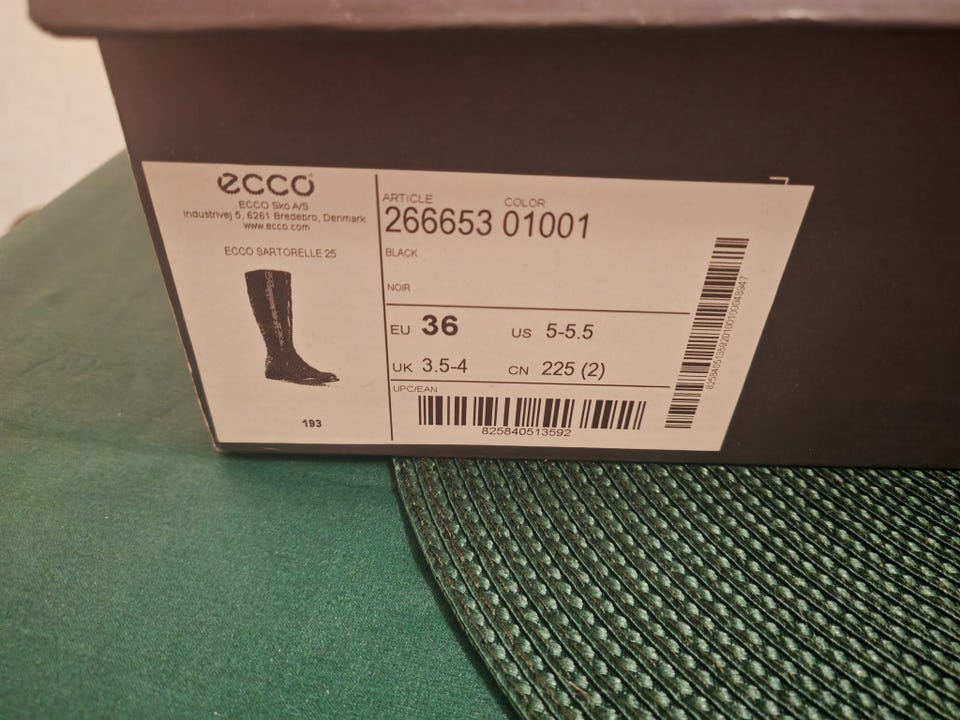 ecco
ECCO Sko A/S
Industrivej 5, 6261 Bredebro, Denmark
www.ecco.com
ECCO SARTORELLE 25
193
ARTICLE COLOR
266653 01001
BLACK
NOIR
EU 36 US 5-5.5
UK 3.5-4 CN 225 (2)
UPC/EAN
825840513592